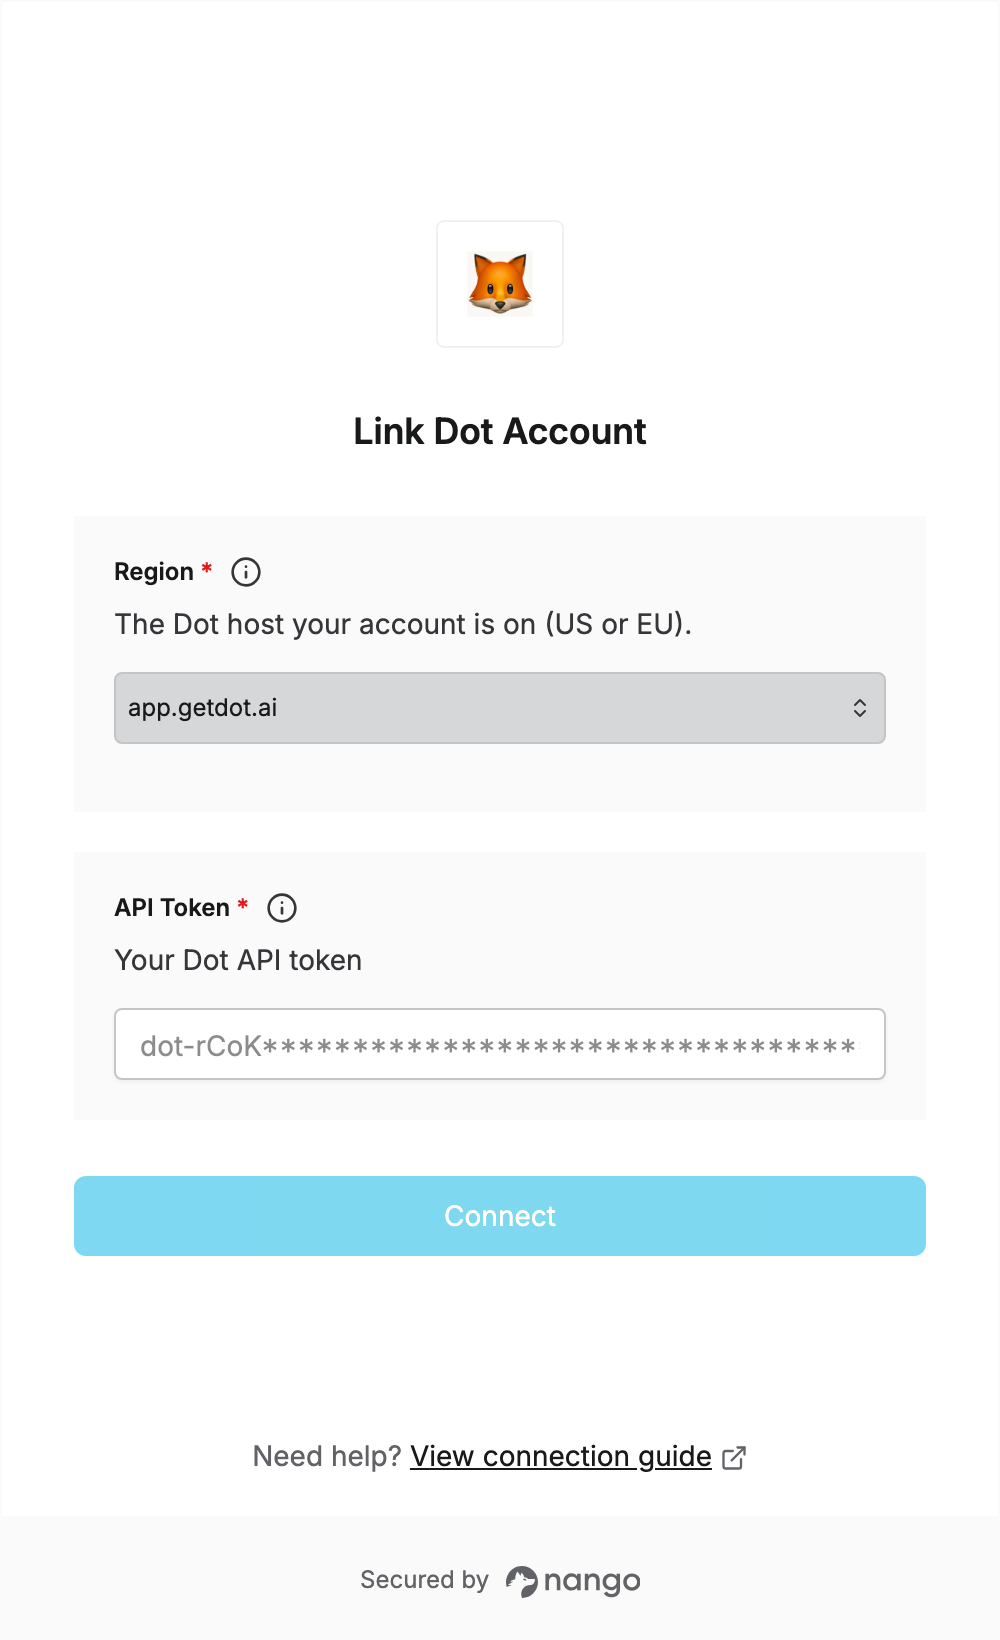 Link Dot Account
Region *
The Dot host your account is on (US or EU).
app.getdot.ai
API Token *
Your Dot API token
dot-rCoK*********************************
Connect
Need help? View connection guide
Secured by nango